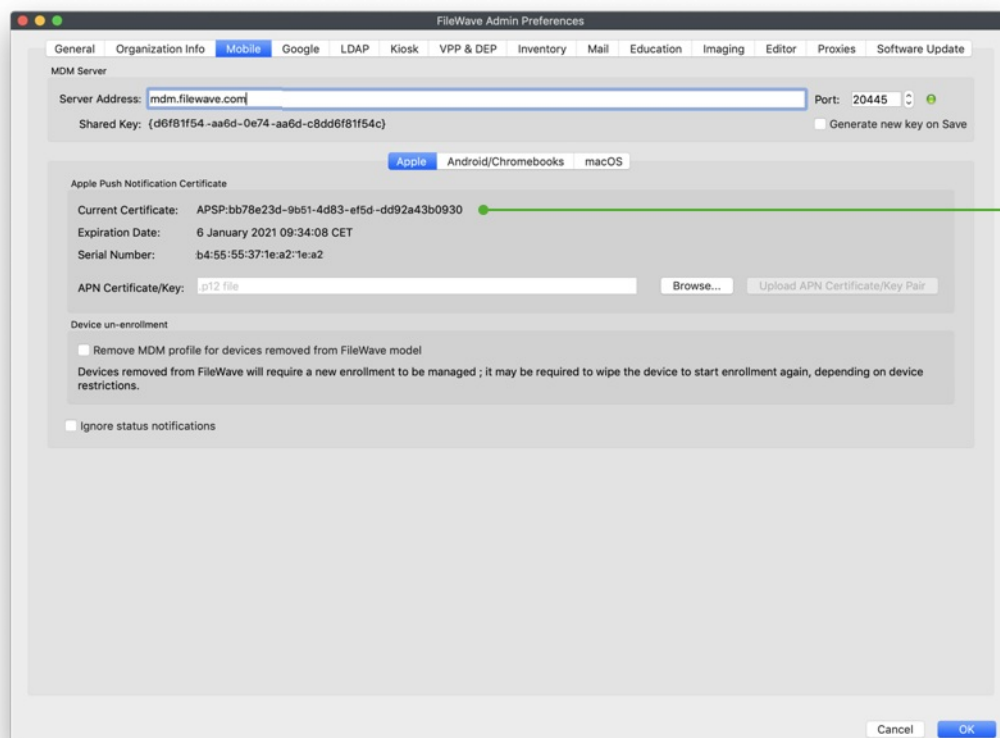 FileWave Admin Preferences
General Organization Info Mobile Google LDAP Kiosk VPP & DEP Inventory Mail Education Imaging Editor Proxies Software Update
MDM Server
Server Address: mdm.filewave.com Port: 20445
Shared Key: {d6f81f54-aa6d-0e74-aa6d-c8dd6f81f54c} Generate new key on Save
Apple Android/Chromebooks macOS
Apple Push Notification Certificate
Current Certificate: APSP:bb78e23d-9b51-4d83-ef5d-dd92a43b0930
Expiration Date: 6 January 2021 09:34:08 CET
Serial Number: b4:55:55:37:1e:a2:1e:a2
APN Certificate/Key: .p12 file Browse... Upload APN Certificate/Key Pair
Device un-enrollment
Remove MDM profile for devices removed from FileWave model
Devices removed from FileWave will require a new enrollment to be managed ; it may be required to wipe the device to start enrollment again, depending on device
restrictions.
Ignore status notifications
Cancel OK